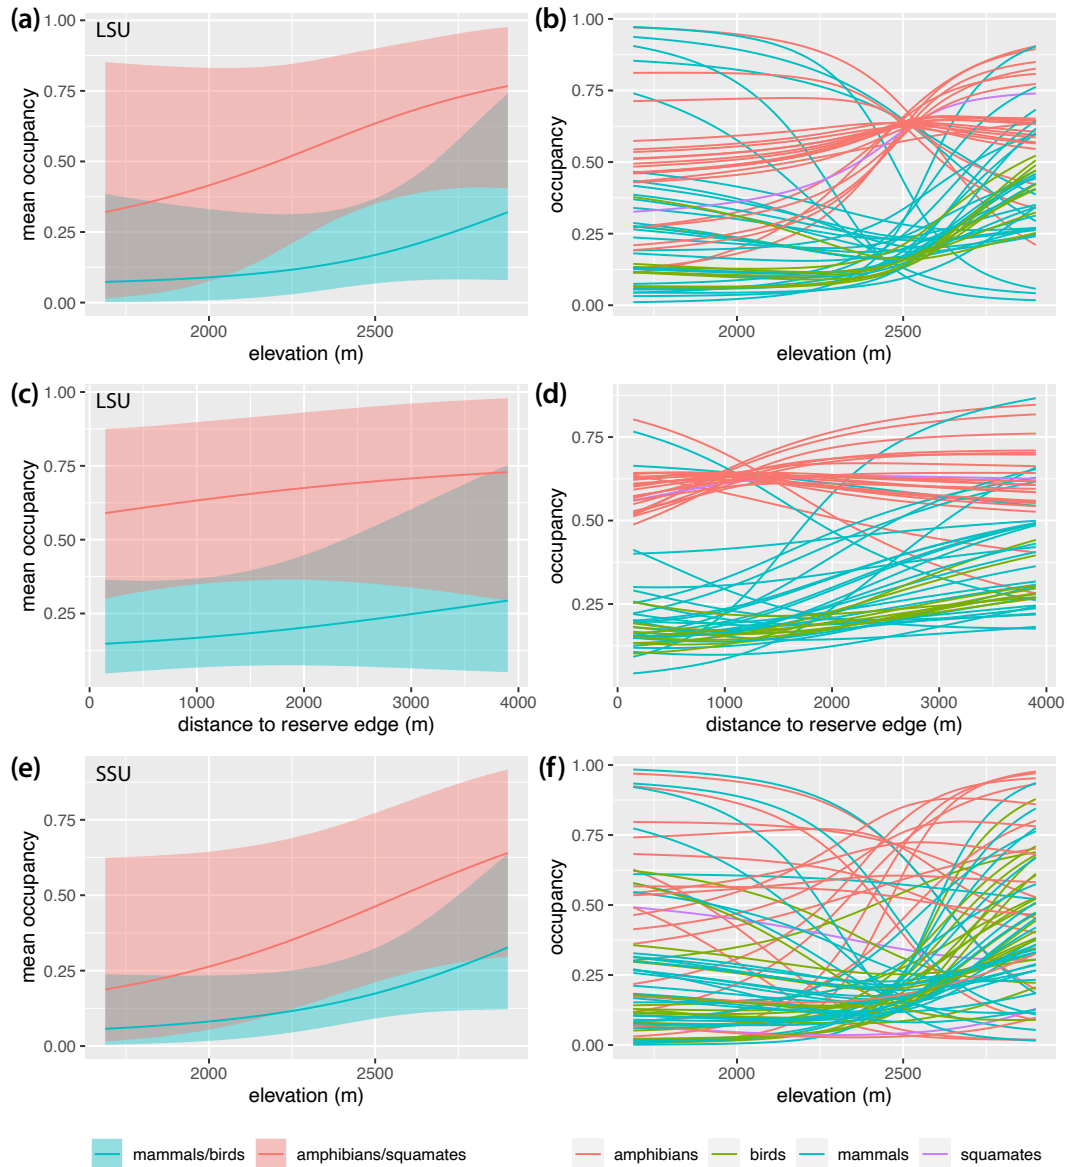 (a)
LSU
mean occupancy
1.00
0.75
0.50
0.25
0.00
2000 2500
elevation (m)
(b)
occupancy
1.00
0.75
0.50
0.25
0.00
2000 2500
elevation (m)
(c)
LSU
mean occupancy
1.00
0.75
0.50
0.25
0 1000 2000 3000 4000
distance to reserve edge (m)
(d)
occupancy
0.75
0.50
0.25
0 1000 2000 3000 4000
distance to reserve edge (m)
(e)
SSU
mean occupancy
0.75
0.50
0.25
0.00
2000 2500
elevation (m)
(f)
occupancy
1.00
0.75
0.50
0.25
0.00
2000 2500
elevation (m)
mammals/birds amphibians/squamates
amphibians birds mammals squamates